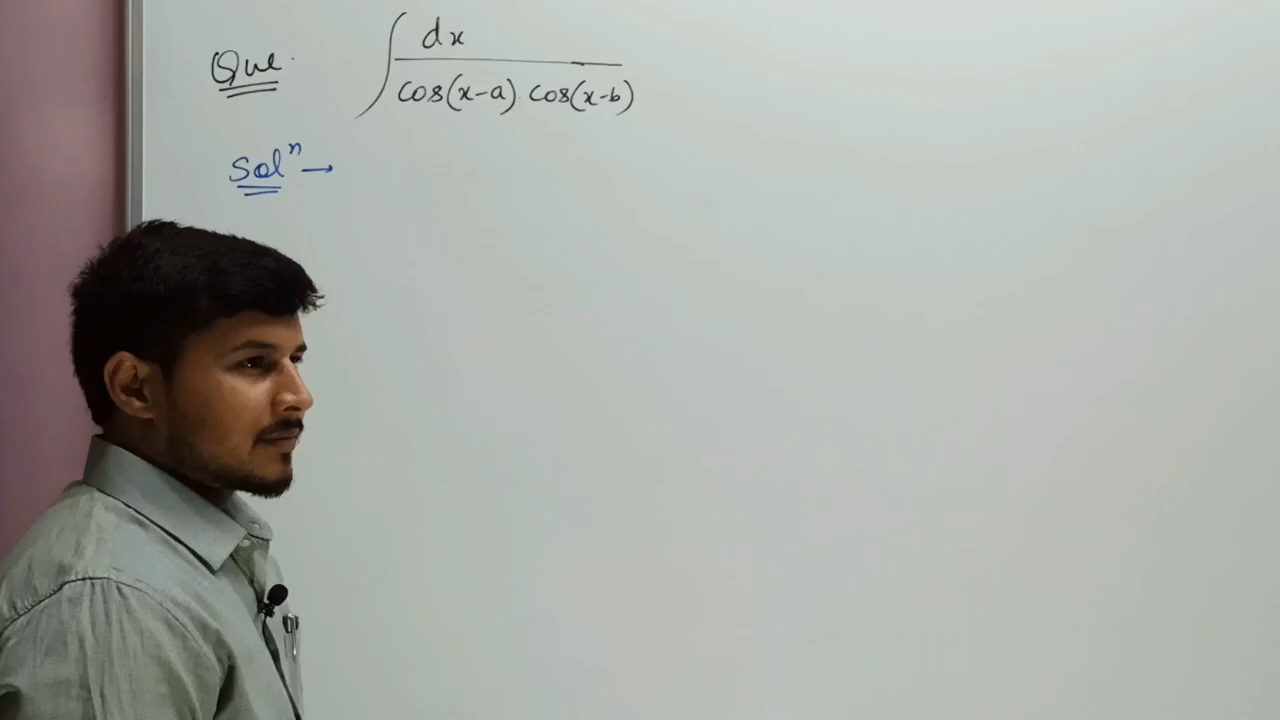 Que. ∫ dx / cos(x-a) cos(x-b)
Solⁿ →